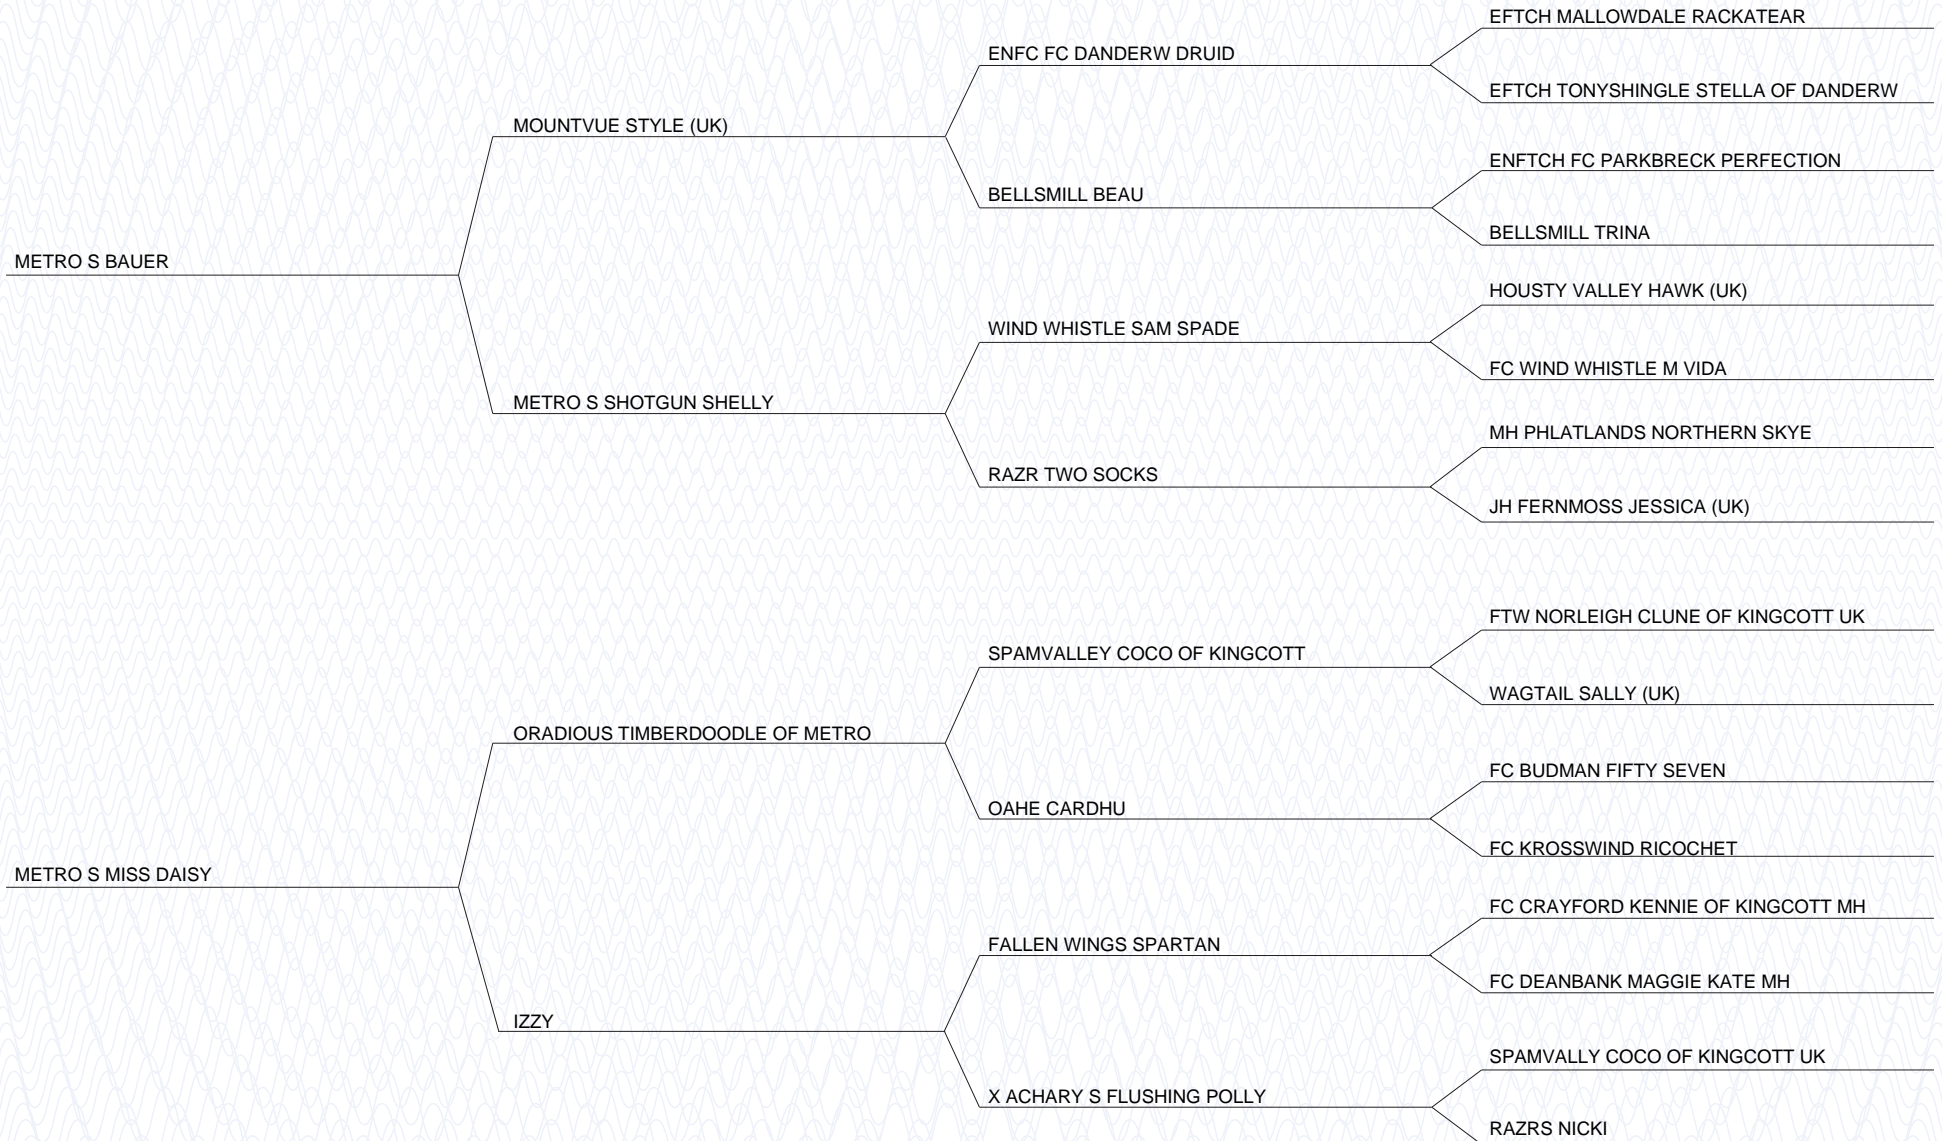 EFTCH MALLOWDALE RACKATEAR
ENFC FC DANDERW DRUID
EFTCH TONYSHINGLE STELLA OF DANDERW
MOUNTVUE STYLE (UK)
ENFTCH FC PARKBRECK PERFECTION
BELLSMILL BEAU
BELLSMILL TRINA
METRO S BAUER
HOUSTY VALLEY HAWK (UK)
WIND WHISTLE SAM SPADE
FC WIND WHISTLE M VIDA
METRO S SHOTGUN SHELLY
MH PHLATLANDS NORTHERN SKYE
RAZR TWO SOCKS
JH FERNMOSS JESSICA (UK)
FTW NORLEIGH CLUNE OF KINGCOTT UK
SPAMVALLEY COCO OF KINGCOTT
WAGTAIL SALLY (UK)
ORADIOUS TIMBERDOODLE OF METRO
FC BUDMAN FIFTY SEVEN
OAHE CARDHU
FC KROSSWIND RICOCHET
METRO S MISS DAISY
FC CRAYFORD KENNIE OF KINGCOTT MH
FALLEN WINGS SPARTAN
FC DEANBANK MAGGIE KATE MH
IZZY
SPAMVALLY COCO OF KINGCOTT UK
X ACHARY S FLUSHING POLLY
RAZRS NICKI